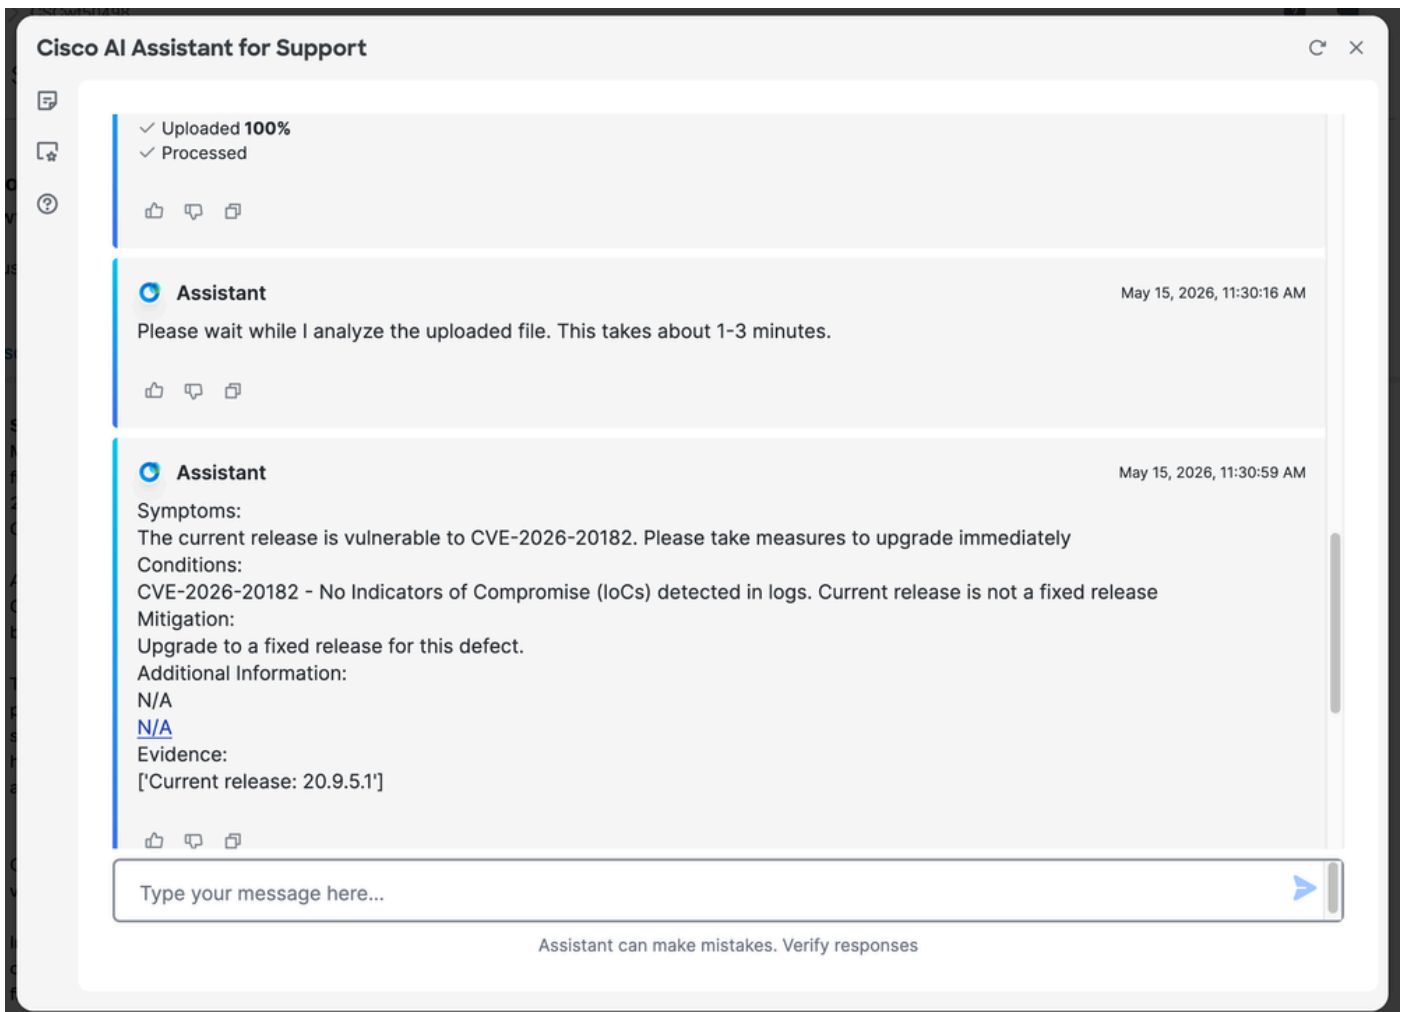 Cisco AI Assistant for Support
Uploaded 100%
Processed
Assistant
May 15, 2026, 11:30:16 AM
Please wait while I analyze the uploaded file. This takes about 1-3 minutes.
Assistant
May 15, 2026, 11:30:59 AM
Symptoms:
The current release is vulnerable to CVE-2026-20182. Please take measures to upgrade immediately
Conditions:
CVE-2026-20182 - No Indicators of Compromise (IoCs) detected in logs. Current release is not a fixed release
Mitigation:
Upgrade to a fixed release for this defect.
Additional Information:
N/A
N/A
Evidence:
['Current release: 20.9.5.1']
Type your message here...
Assistant can make mistakes. Verify responses